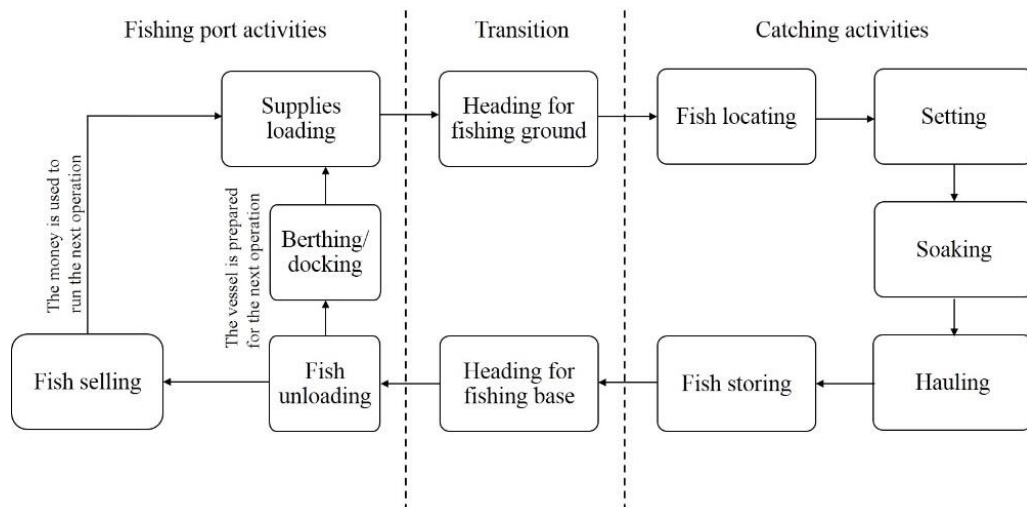 Fishing port activities
Transition
Catching activities
Supplies
loading
Heading for
fishing ground
Fish locating
Setting
The money is used to
run the next operation
The vessel is prepared
for the next operation
Berthing/
docking
Soaking
Fish selling
Fish
unloading
Heading for
fishing base
Fish storing
Hauling